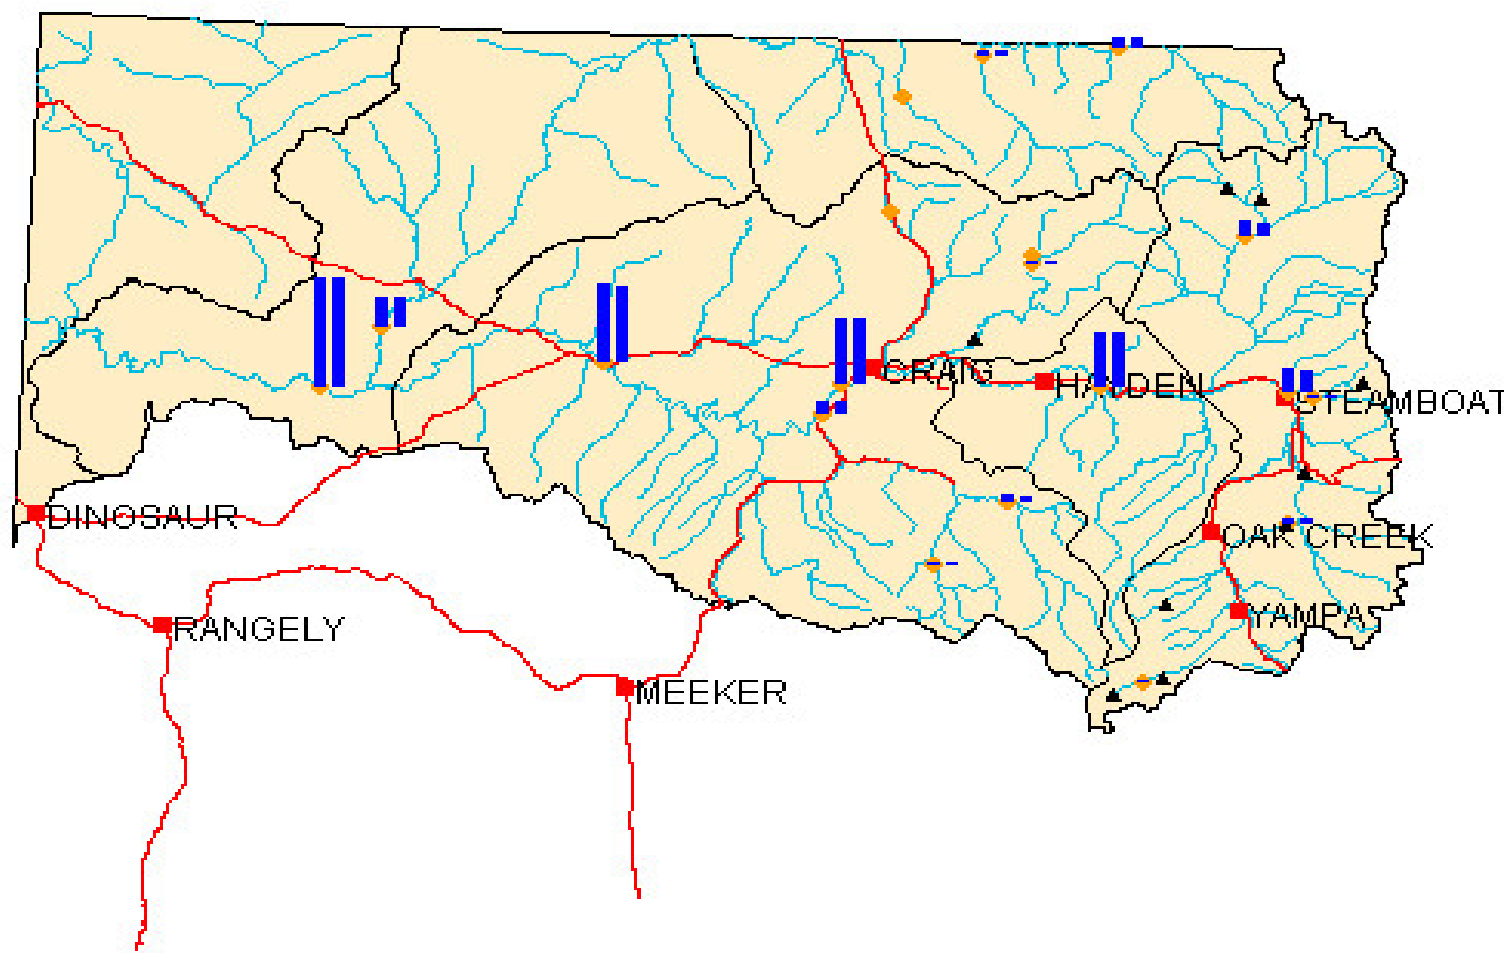 CRAIG
HAYDEN
STEAMBOAT
DINOSAUR
OAK CREEK
YAMPA
RANGELY
MEEKER